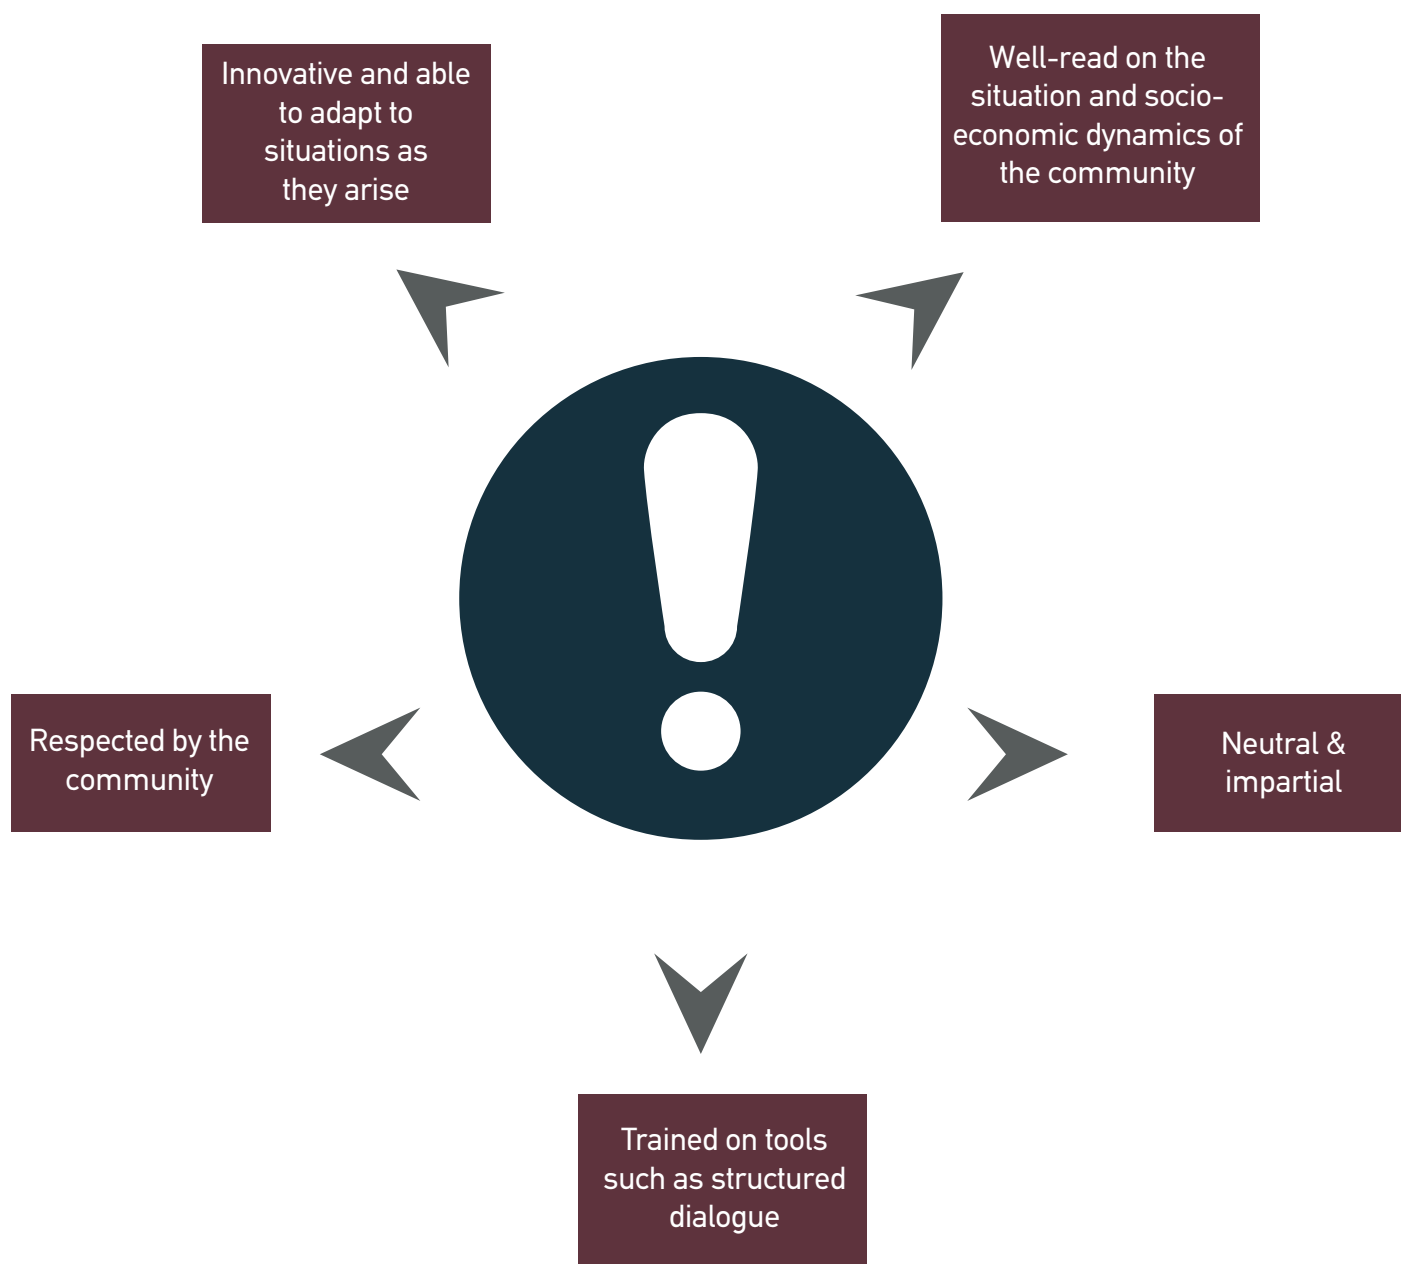 Innovative and able
to adapt to
situations as
they arise
Well-read on the
situation and socio-
economic dynamics of
the community
Respected by the
community
Neutral &
impartial
Trained on tools
such as structured
dialogue